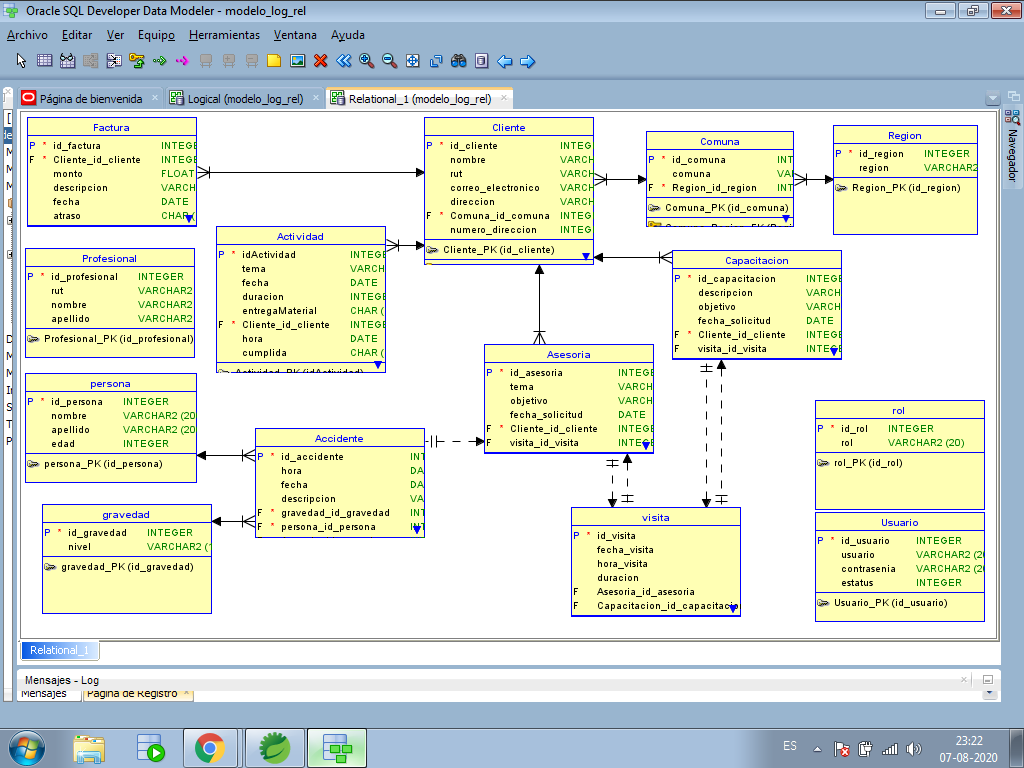 Oracle SQL Developer Data Modeler - modelo_log_rel
Archivo Editar Ver Equipo Herramientas Ventana Ayuda
Página de bienvenida
Logical (modelo_log_rel)
Relational_1 (modelo_log_rel)
Navegador
Factura
P * id_factura INTEGE
F * Cliente_id_cliente INTEGE
monto FLOAT
descripcion VARCH
fecha DATE
atraso CHAR (
Profesional
P * id_profesional INTEGER
rut VARCHAR2
nombre VARCHAR2
apellido VARCHAR2
Profesional_PK (id_profesional)
persona
P * id_persona INTEGER
nombre VARCHAR2 (20
apellido VARCHAR2 (20
edad INTEGER
persona_PK (id_persona)
gravedad
P * id_gravedad INTEGER
nivel VARCHAR2 (
gravedad_PK (id_gravedad)
Actividad
P * idActividad INTEGE
tema VARCH
fecha DATE
duracion INTEGE
entregaMaterial CHAR (
F * Cliente_id_cliente INTEGE
hora DATE
cumplida CHAR (
Actividad_PK (idActividad)
Accidente
P * id_accidente INT
hora DA
fecha DA
descripcion VA
F * gravedad_id_gravedad INT
F * persona_id_persona INT
Cliente
P * id_cliente INTEG
nombre VARCH
rut VARCH
correo_electronico VARCH
direccion VARCH
F * Comuna_id_comuna INTEG
numero_direccion INTEG
Cliente_PK (id_cliente)
Asesoria
P * id_asesoria INTEGE
tema VARCH
objetivo VARCH
fecha_solicitud DATE
F * Cliente_id_cliente INTEGE
F visita_id_visita INTEGE
Comuna
P * id_comuna INT
comuna VA
F * Region_id_region INT
Comuna_PK (id_comuna)
Region
P * id_region INTEGER
region VARCHAR2
Region_PK (id_region)
Capacitacion
P * id_capacitacion INTEGE
descripcion VARCH
objetivo VARCH
fecha_solicitud DATE
F * Cliente_id_cliente INTEGE
F visita_id_visita INTEGE
visita
P * id_visita
fecha_visita
hora_visita
duracion
F Asesoria_id_asesoria
F Capacitacion_id_capacitacio
rol
P * id_rol INTEGER
rol VARCHAR2 (20)
rol_PK (id_rol)
Usuario
P * id_usuario INTEGER
usuario VARCHAR2 (20
contrasenia VARCHAR2 (20
estatus INTEGER
Usuario_PK (id_usuario)
Relational_1
Mensajes - Log
Mensajes Página de Registro
ES
23:22
07-08-2020